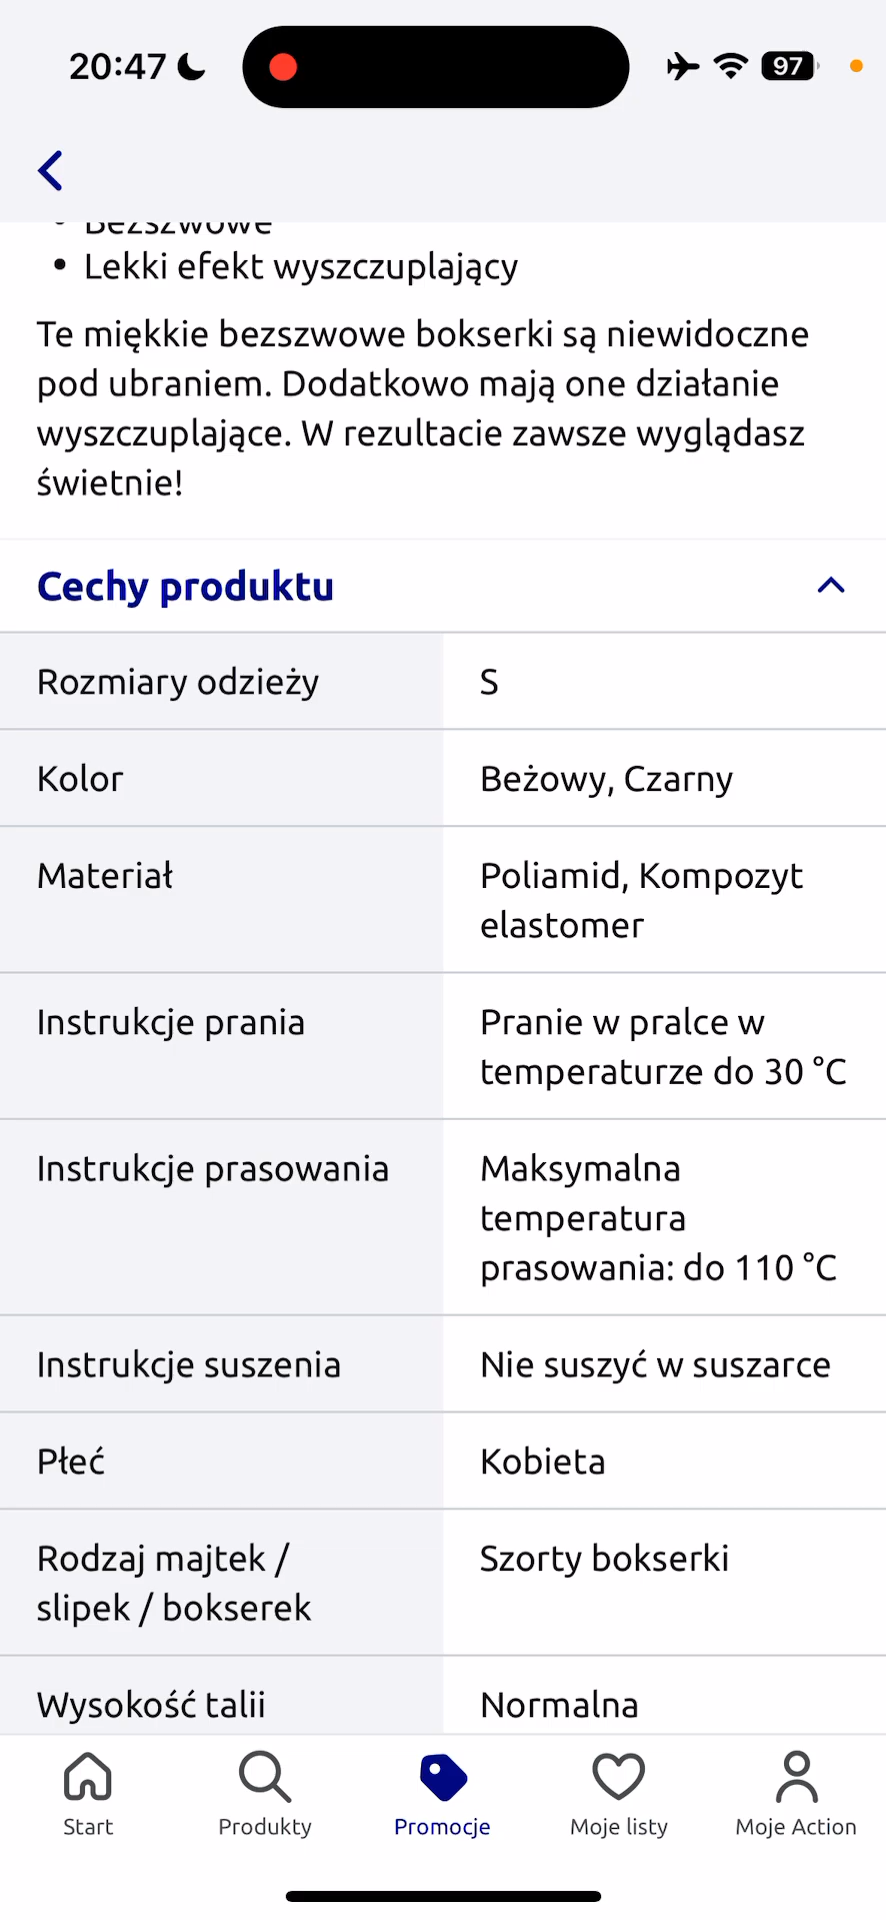 20:47
97
• Bezszwowe
• Lekki efekt wyszczuplający
Te miękkie bezszwowe bokserki są niewidoczne
pod ubraniem. Dodatkowo mają one działanie
wyszczuplające. W rezultacie zawsze wyglądasz
świetnie!
Cechy produktu
Rozmiary odzieży
S
Kolor
Beżowy, Czarny
Materiał
Poliamid, Kompozyt
elastomer
Instrukcje prania
Pranie w pralce w
temperaturze do 30 °C
Instrukcje prasowania
Maksymalna
temperatura
prasowania: do 110 °C
Instrukcje suszenia
Nie suszyć w suszarce
Płeć
Kobieta
Rodzaj majtek /
slipek / bokserek
Szorty bokserki
Wysokość talii
Normalna
Start
Produkty
Promocje
Moje listy
Moje Action